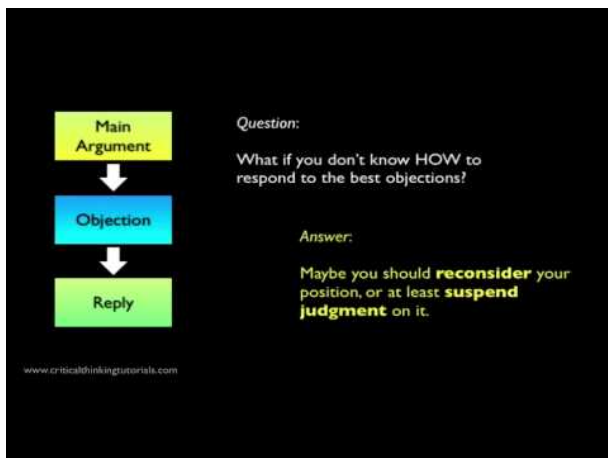 Main
Argument
Objection
Reply
www.criticalthinkingtutorials.com
Question:
What if you don't know HOW to
respond to the best objections?
Answer:
Maybe you should reconsider your
position, or at least suspend
judgment on it.